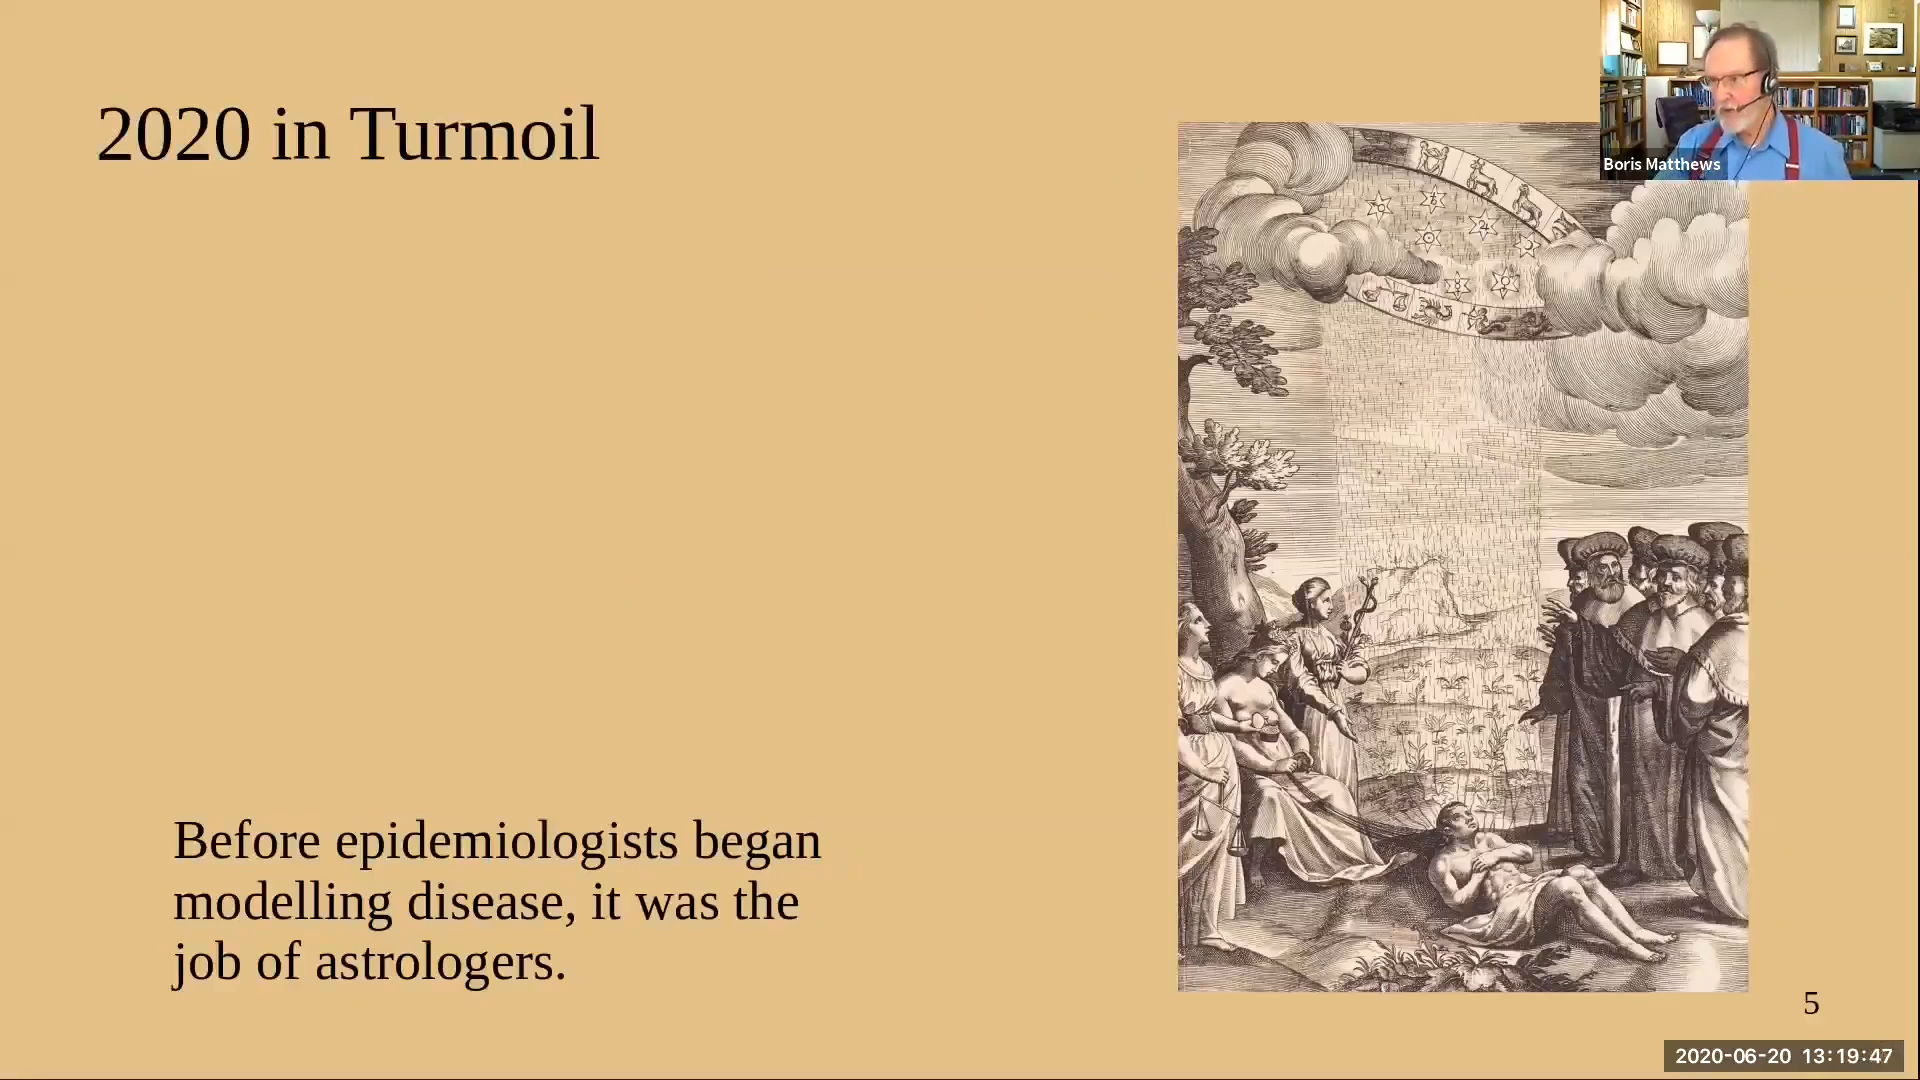 2020 in Turmoil
Boris Matthews
Before epidemiologists began
modelling disease, it was the
job of astrologers.
5
2020-06-20 13:19:47